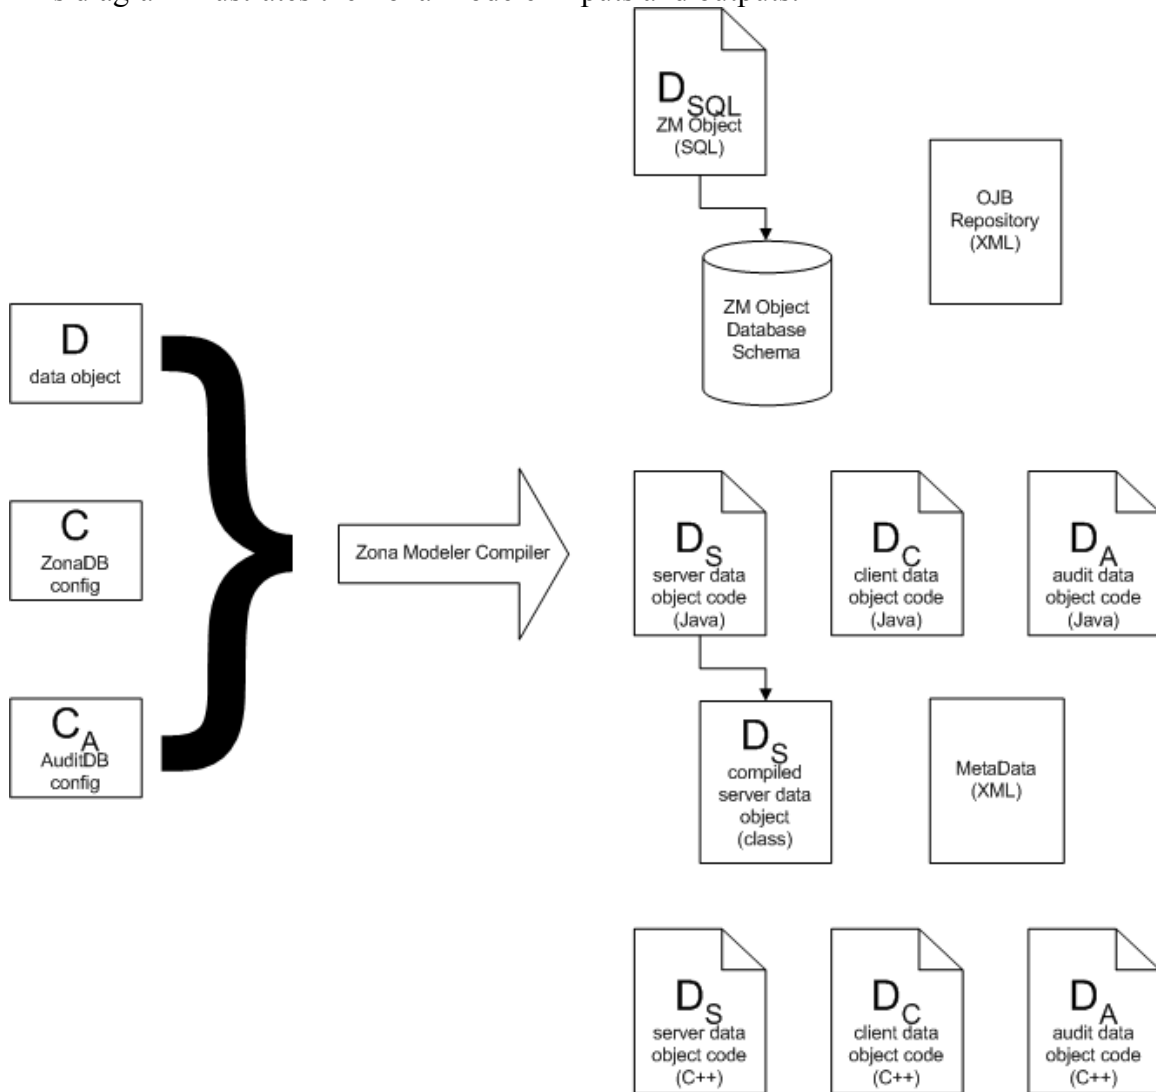 D
SQL
ZM Object
(SQL)
OJB
Repository
(XML)
ZM Object
Database
Schema
D
data object
C
ZonaDB
config
C
A
AuditDB
config
Zona Modeler Compiler
D
S
server data
object code
(Java)
D
C
client data
object code
(Java)
D
A
audit data
object code
(Java)
D
S
compiled
server data
object
(class)
MetaData
(XML)
D
S
server data
object code
(C++)
D
C
client data
object code
(C++)
D
A
audit data
object code
(C++)